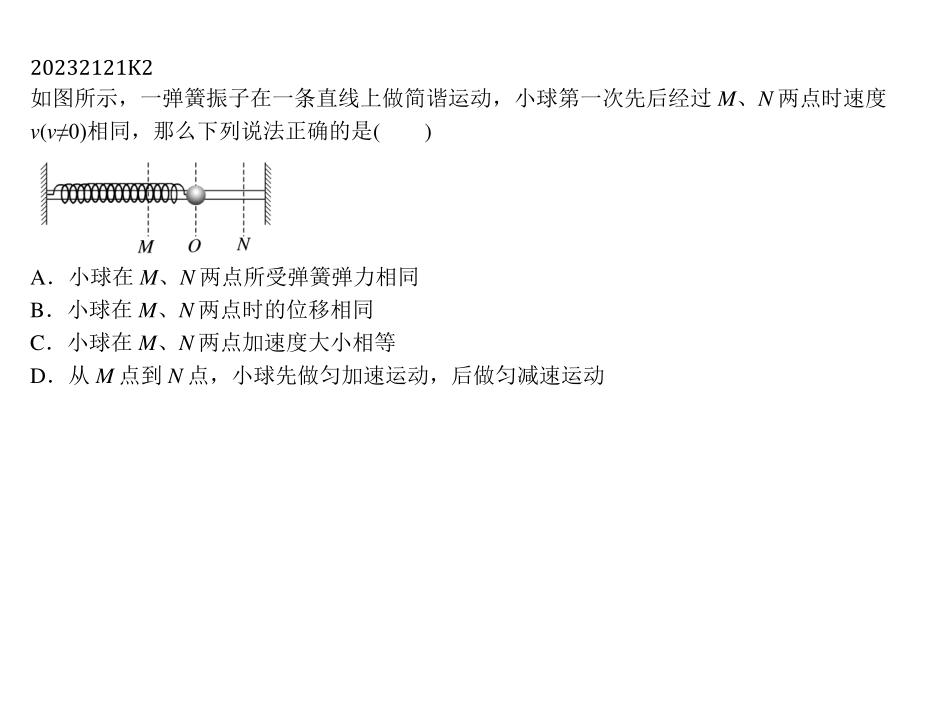 20232121K2
如图所示，一弹簧振子在一条直线上做简谐运动，小球第一次先后经过 M、N 两点时速度
v(v≠0)相同，那么下列说法正确的是(　　)
M O N
A．小球在 M、N 两点所受弹簧弹力相同
B．小球在 M、N 两点时的位移相同
C．小球在 M、N 两点加速度大小相等
D．从 M 点到 N 点，小球先做匀加速运动，后做匀减速运动